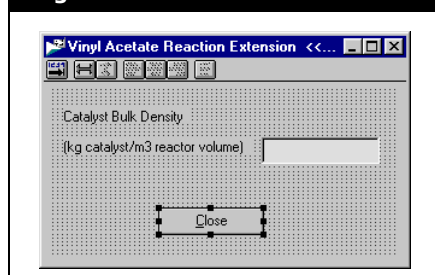 Vinyl Acetate Reaction Extension <<...
Catalyst Bulk Density
(kg catalyst/m3 reactor volume)
Close